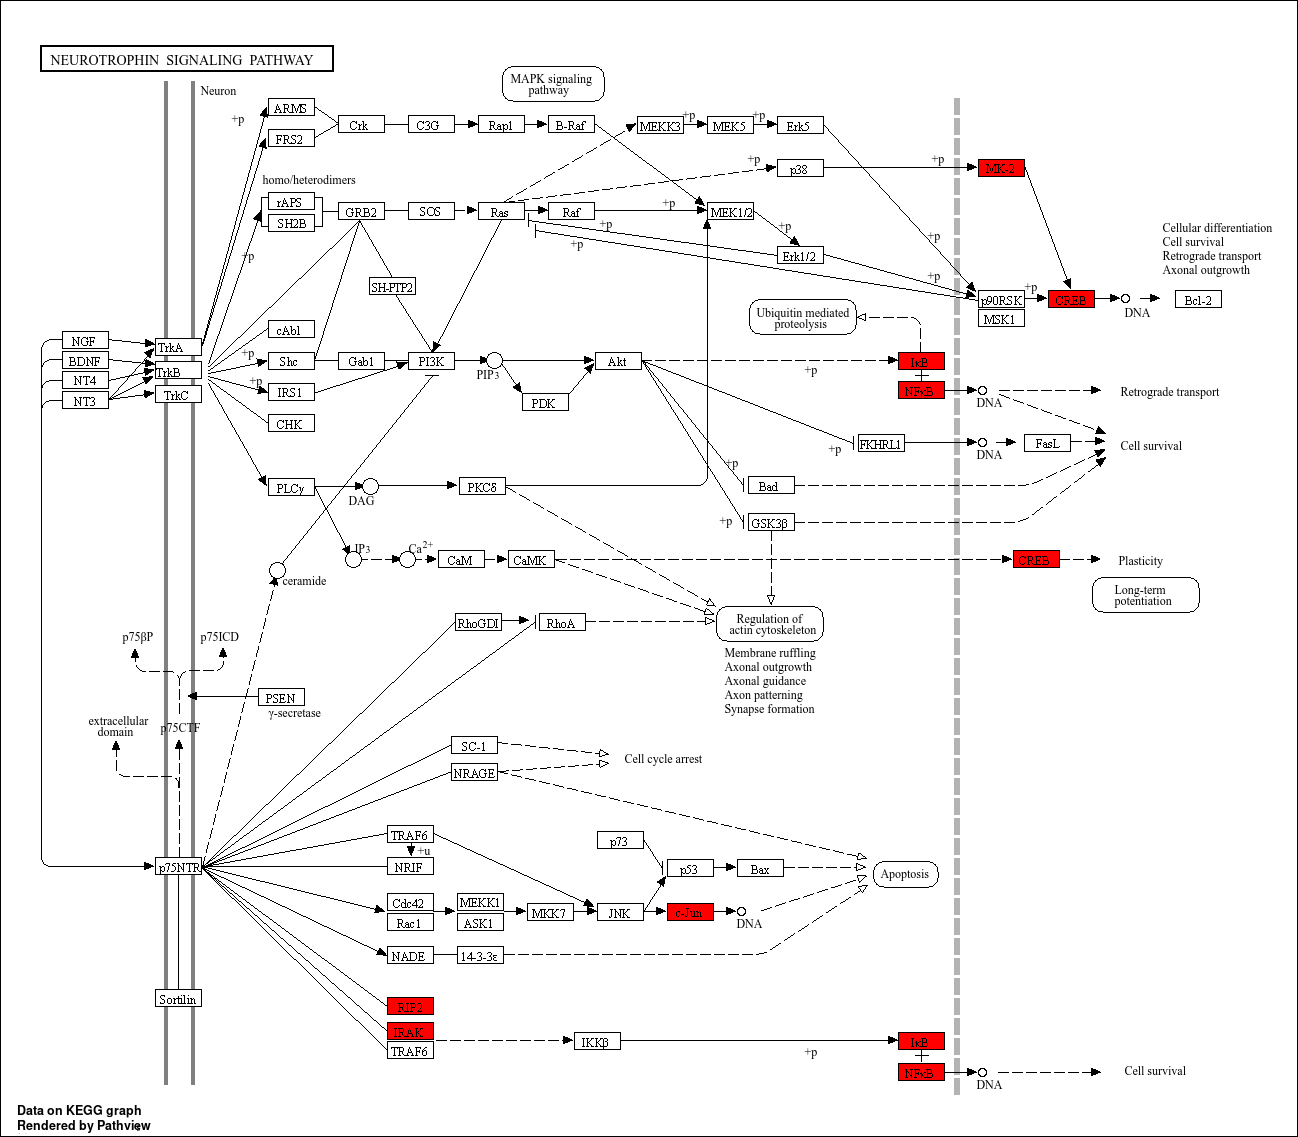 NEUROTROPHIN SIGNALING PATHWAY
Neuron
MAPK signaling
pathway
ARMS
+p
FRS2
Crk
C3G
Rap1
B-Raf
MEKK3
+p
MEK5
+p
Erk5
p38
+p
+p
MK-2
homo/heterodimers
rAPS
SH2B
GRB2
SOS
Ras
Raf
+p
MEK1/2
+p
+p
+p
Erk1/2
+p
+p
+p
SH-PTP2
p90RSK
+p
MSK1
CREB
DNA
Bcl-2
Cellular differentiation
Cell survival
Retrograde transport
Axonal outgrowth
Ubiquitin mediated
proteolysis
NGF
BDNF
NT4
NT3
TrkA
TrkB
TrkC
cAbl
+p
Shc
+p
IRS1
CHK
Gab1
PI3K
PIP3
PDK
Akt
+p
IκB
NFκB
DNA
Retrograde transport
+p
FKHRL1
DNA
FasL
Cell survival
+p
Bad
+p
GSK3β
PLCγ
DAG
PKCδ
IP3
Ca2+
CaM
CaMK
CREB
Plasticity
Long-term
potentiation
ceramide
RhoGDI
RhoA
Regulation of
actin cytoskeleton
Membrane ruffling
Axonal outgrowth
Axonal guidance
Axon patterning
Synapse formation
p75βP
p75ICD
PSEN
γ-secretase
extracellular
domain
p75CTF
SC-1
NRAGE
Cell cycle arrest
TRAF6
+u
NRIF
p75NTR
p73
p53
Bax
Apoptosis
Cdc42
Rac1
MEKK1
ASK1
MKK7
JNK
c-Jun
DNA
NADE
14-3-3ε
Sortilin
RIP2
IRAK
TRAF6
IKKβ
+p
IκB
NFκB
DNA
Cell survival
Data on KEGG graph
Rendered by Pathview